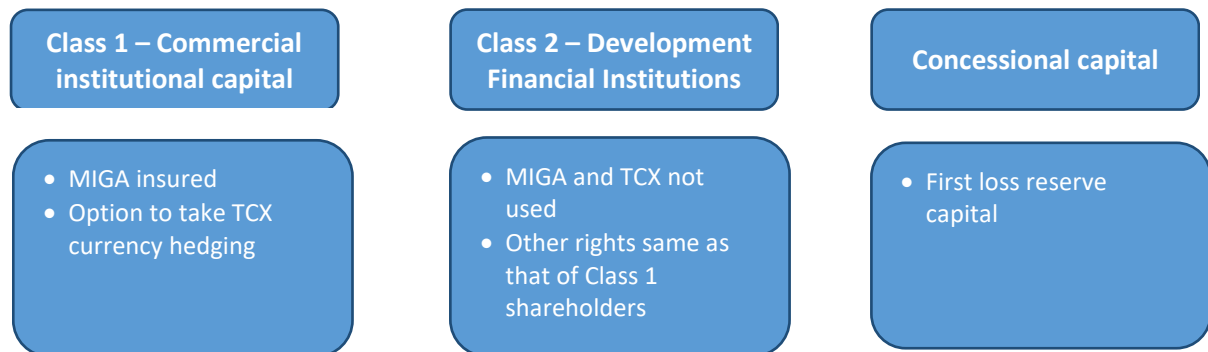 Class 1 – Commercial
institutional capital
Class 2 – Development
Financial Institutions
Concessional capital
• MIGA insured
• Option to take TCX
currency hedging
• MIGA and TCX not
used
• Other rights same as
that of Class 1
shareholders
• First loss reserve
capital